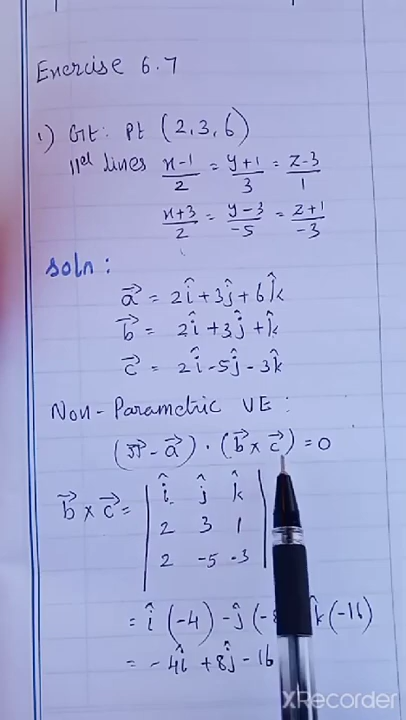 Exercise 6.7
1) Gn: Pt (2,3,6)
||el lines x-1/2 = y+1/3 = z-3/1
x+3/2 = y-3/-5 = z+1/-3
Soln:
a⃗ = 2î+3ĵ+6k̂
b⃗ = 2î+3ĵ+k̂
c⃗ = 2î-5ĵ-3k̂
Non-Parametric VE:
(r⃗ - a⃗) · (b⃗ x c⃗) = 0
b⃗ x c⃗ = | î ĵ k̂ |
2 3 1
2 -5 -3
= î(-4) -ĵ(-8 k̂(-16)
= -4î +8ĵ -16
XRecorder